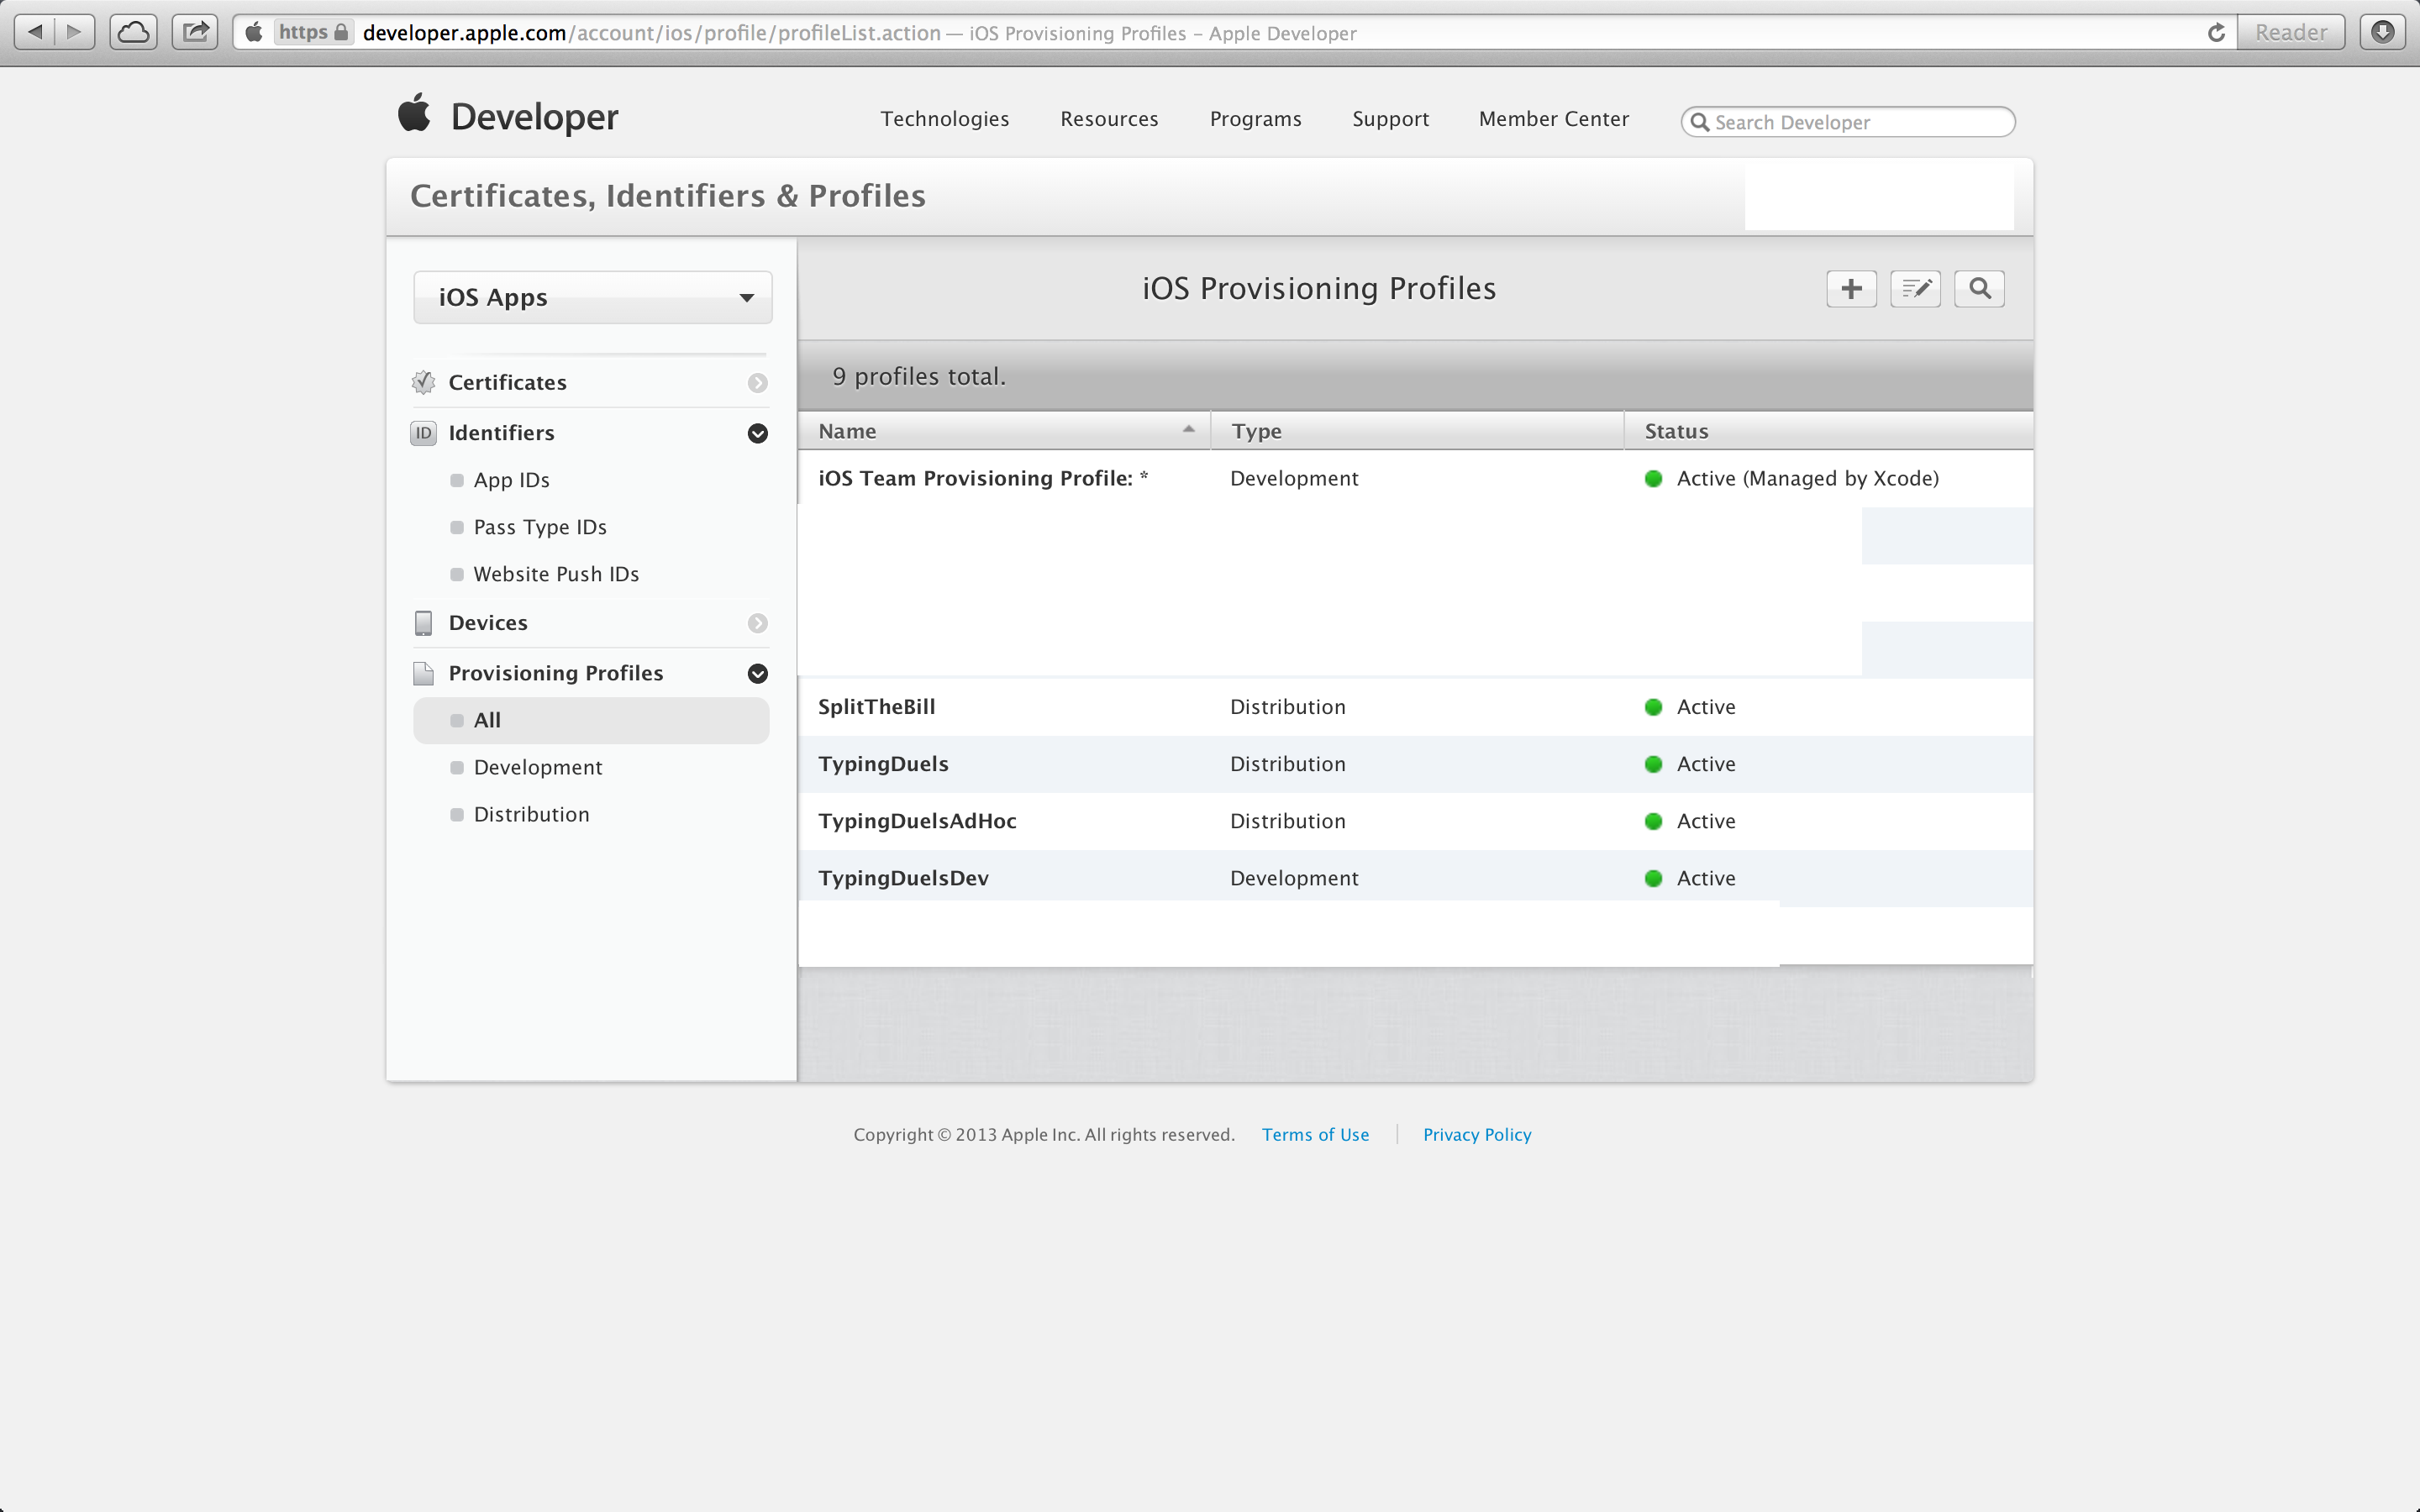 https developer.apple.com/account/ios/profile/profileList.action — iOS Provisioning Profiles – Apple Developer Reader
Developer Technologies Resources Programs Support Member Center Search Developer
Certificates, Identifiers & Profiles
iOS Apps
Certificates
ID Identifiers
App IDs
Pass Type IDs
Website Push IDs
Devices
Provisioning Profiles
All
Development
Distribution
iOS Provisioning Profiles
9 profiles total.
Name Type Status
iOS Team Provisioning Profile: * Development Active (Managed by Xcode)
SplitTheBill Distribution Active
TypingDuels Distribution Active
TypingDuelsAdHoc Distribution Active
TypingDuelsDev Development Active
Copyright © 2013 Apple Inc. All rights reserved. Terms of Use Privacy Policy